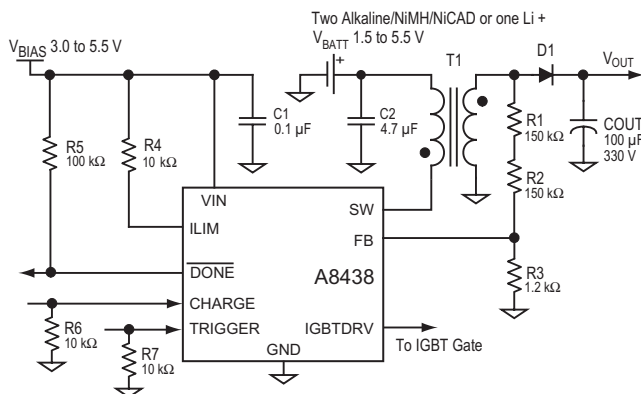 Two Alkaline/NiMH/NiCAD or one Li +
VBIAS 3.0 to 5.5 V
VBATT 1.5 to 5.5 V
+
T1
D1
VOUT
R5
100 kΩ
R4
10 kΩ
C1
0.1 µF
C2
4.7 µF
R1
150 kΩ
COUT
100 µF
330 V
R2
150 kΩ
VIN
SW
ILIM
FB
DONE
A8438
R3
1.2 kΩ
CHARGE
R6
10 kΩ
TRIGGER
IGBTDRV
To IGBT Gate
R7
10 kΩ
GND